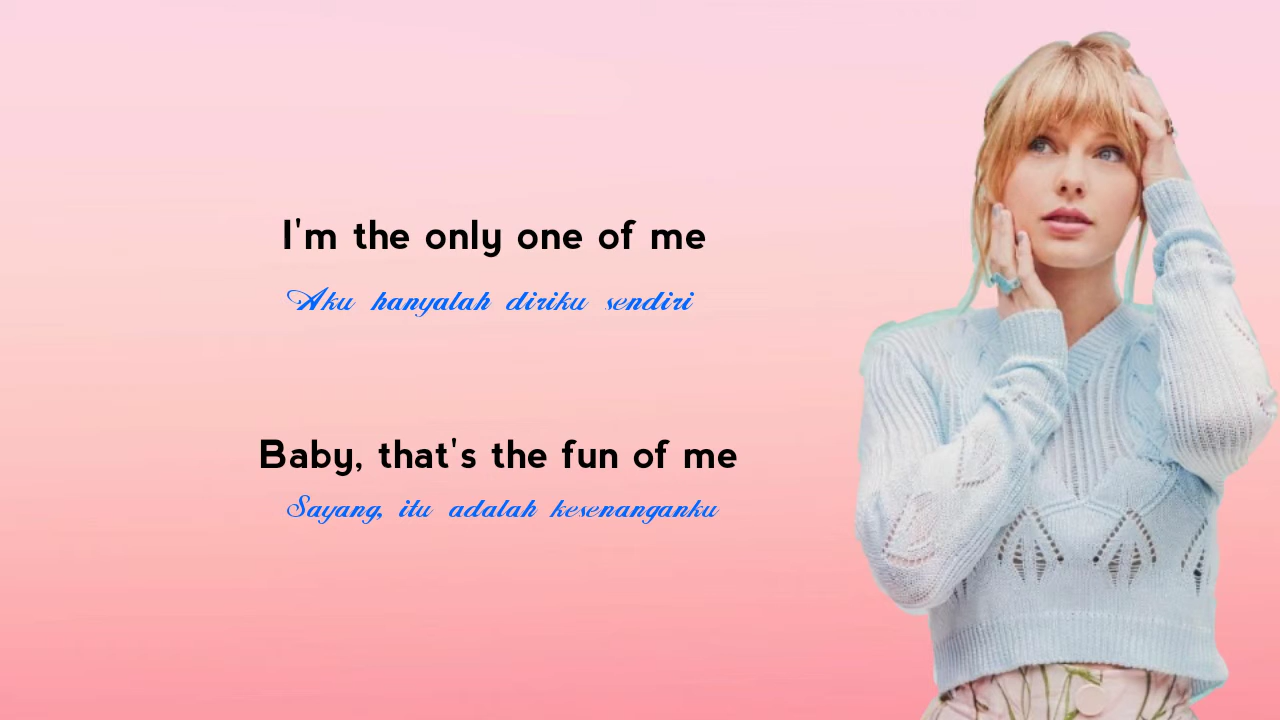 I'm the only one of me
Aku hanyalah diriku sendiri
Baby, that's the fun of me
Sayang, itu adalah kesenanganku